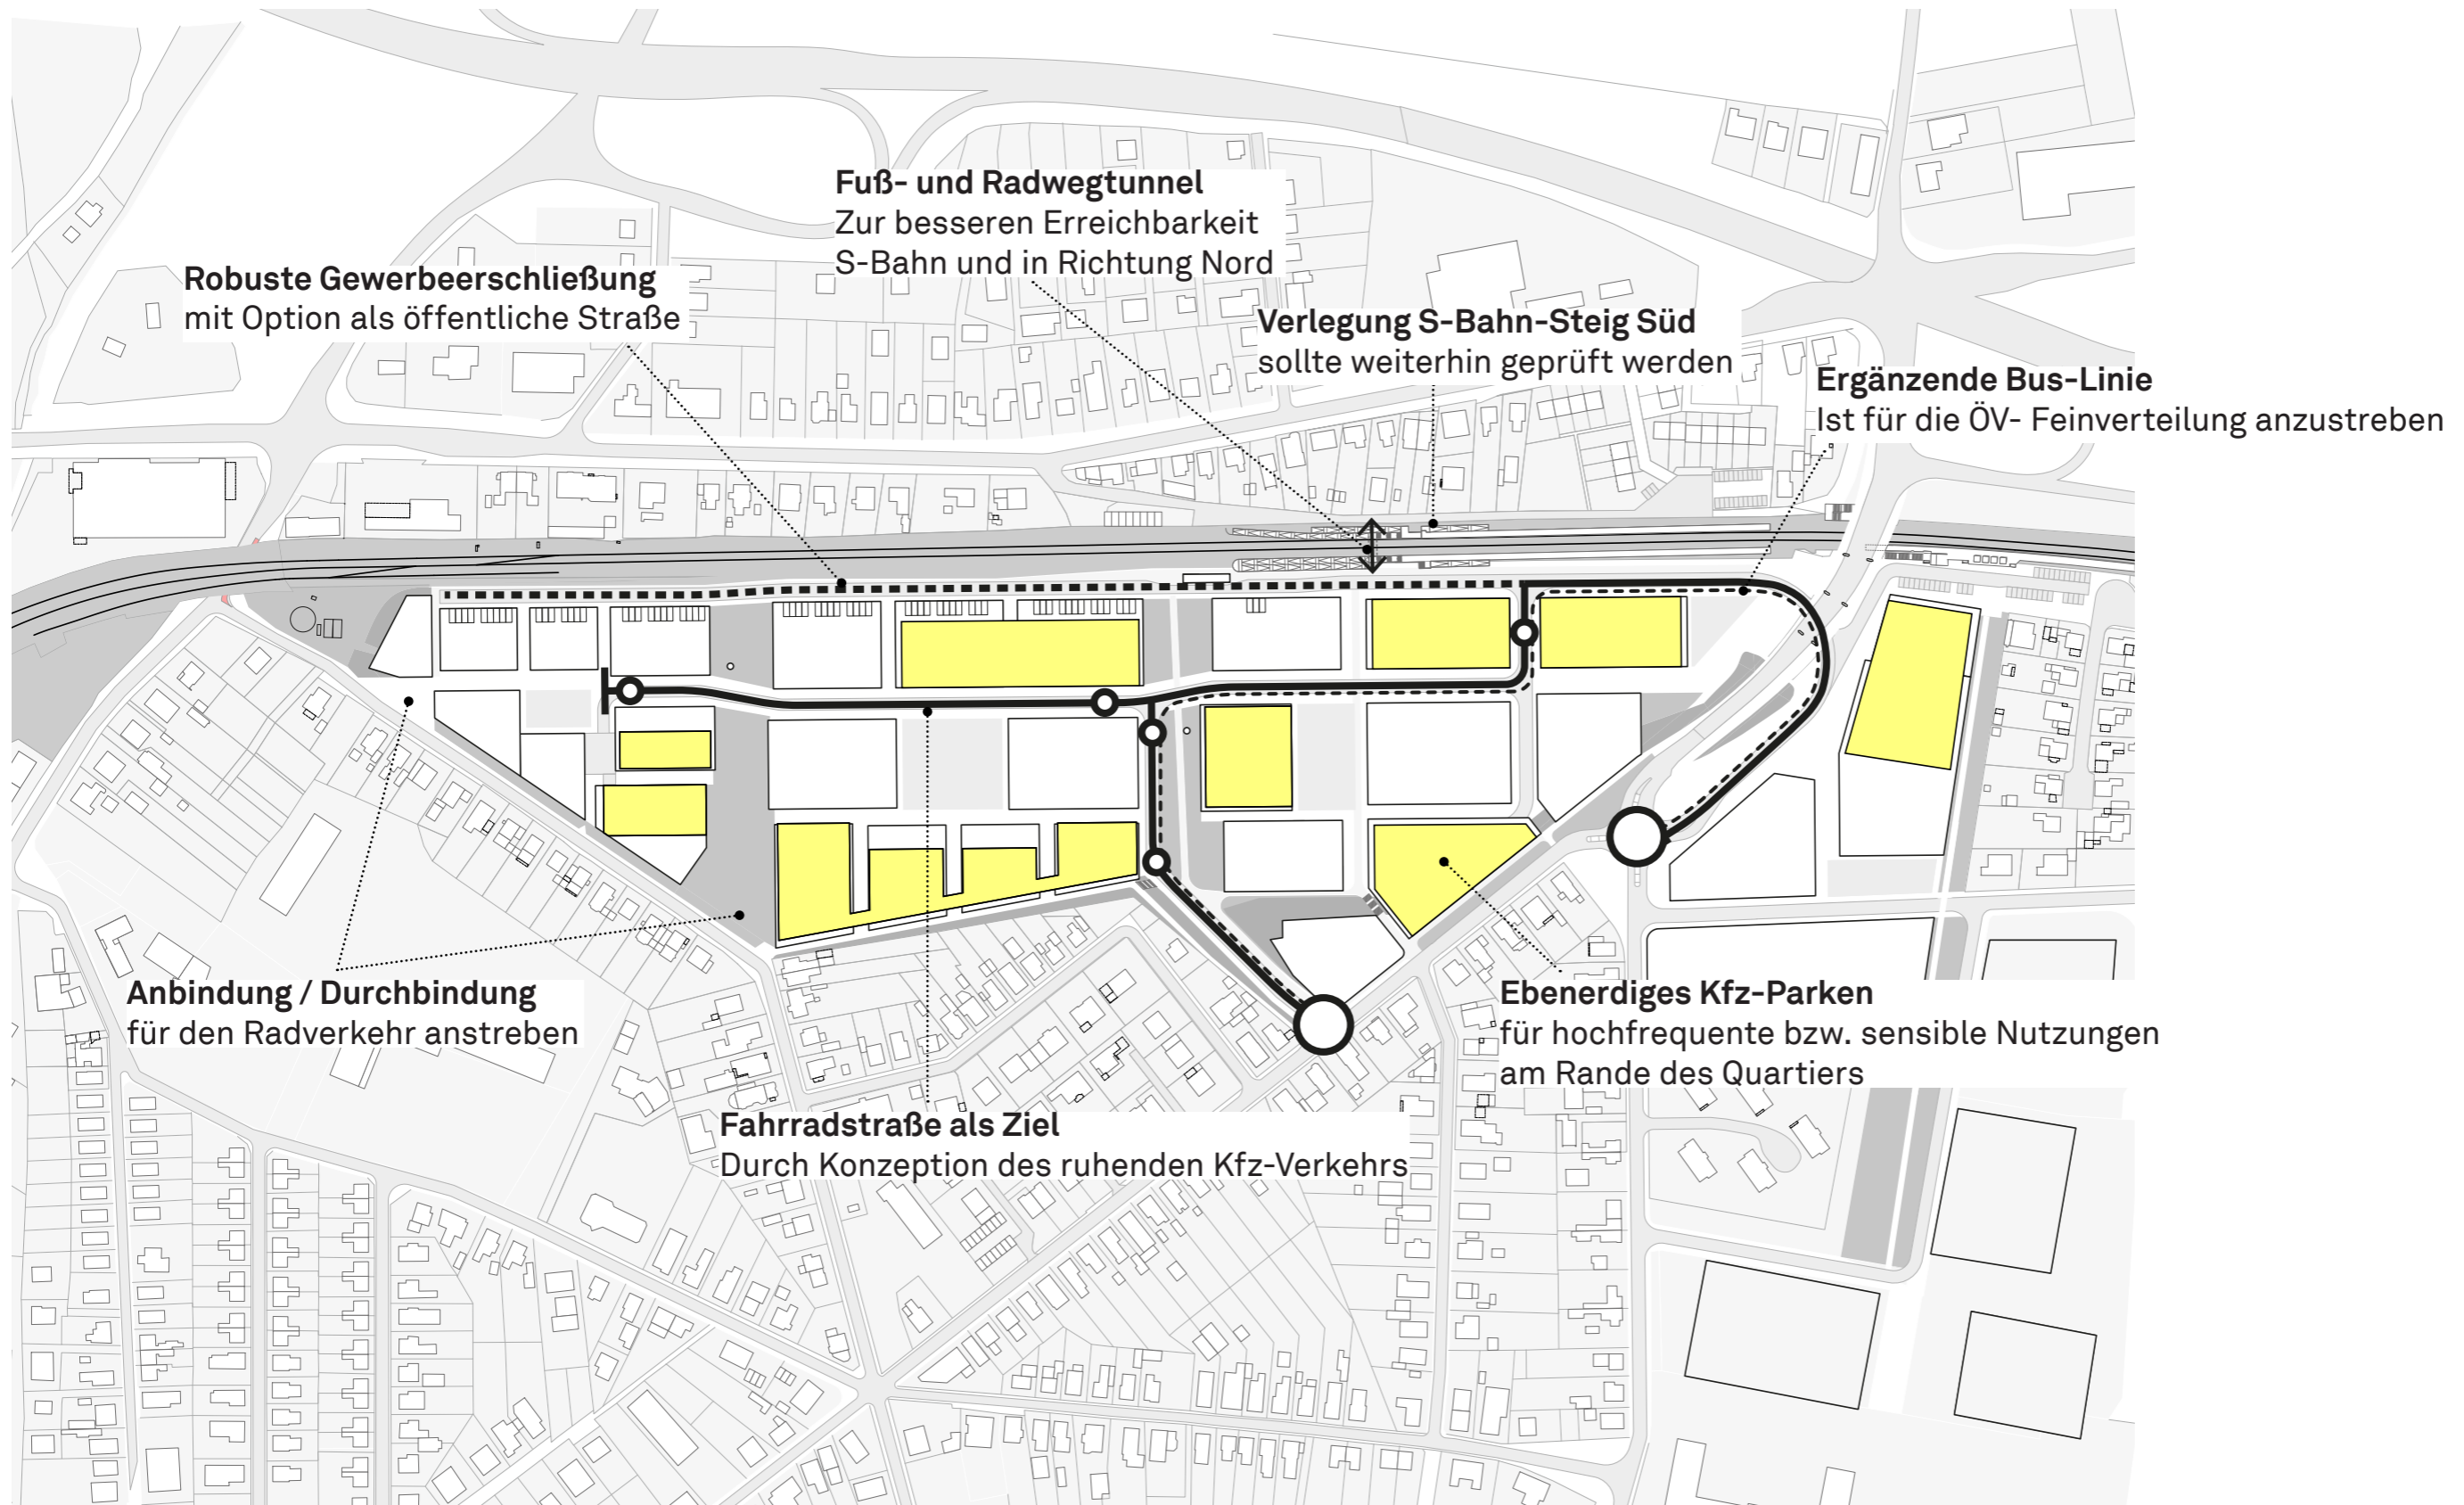 Fuß- und Radwegtunnel
Zur besseren Erreichbarkeit
S-Bahn und in Richtung Nord
Robuste Gewerbeerschließung
mit Option als öffentliche Straße
Verlegung S-Bahn-Steig Süd
sollte weiterhin geprüft werden
Ergänzende Bus-Linie
Ist für die ÖV- Feinverteilung anzustreben
Anbindung / Durchbindung
für den Radverkehr anstreben
Ebenerdiges Kfz-Parken
für hochfrequente bzw. sensible Nutzungen
am Rande des Quartiers
Fahrradstraße als Ziel
Durch Konzeption des ruhenden Kfz-Verkehrs